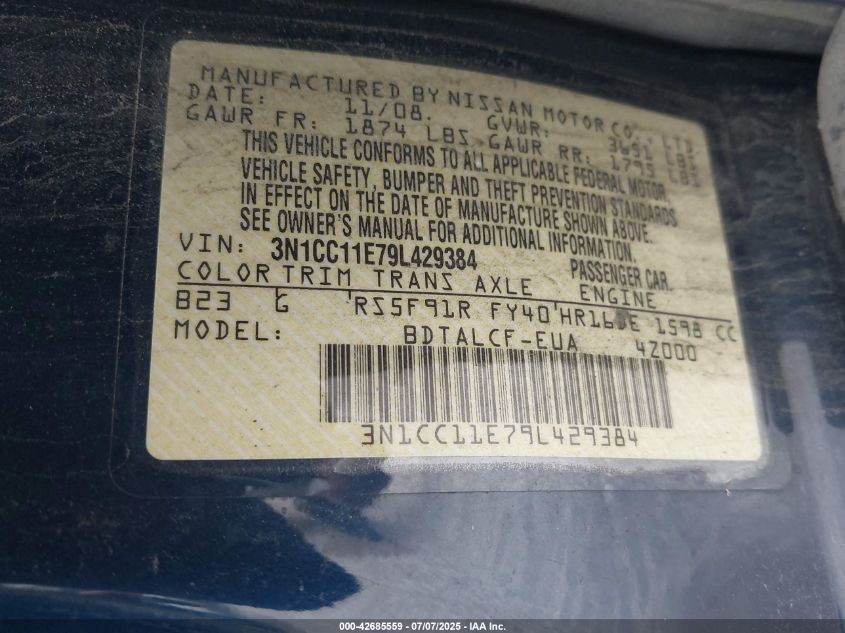 MANUFACTURED BY NISSAN MOTOR CO., LTD.
DATE: 11/08. GVWR: 3691 LBS
GAWR FR: 1874 LBS GAWR RR: 1795 LBS
THIS VEHICLE CONFORMS TO ALL APPLICABLE FEDERAL MOTOR
VEHICLE SAFETY, BUMPER AND THEFT PREVENTION STANDARDS
IN EFFECT ON THE DATE OF MANUFACTURE SHOWN ABOVE.
SEE OWNER'S MANUAL FOR ADDITIONAL INFORMATION.
VIN: 3N1CC11E79L429384 PASSENGER CAR.
COLOR TRIM TRANS AXLE ENGINE
B23 G RS5F91R FY40 HR16DE 1598 CC
MODEL: BDTALCF-EUA 42000
3N1CC11E79L429384
000-42685559 / 07/07/2025 - IAA Inc.